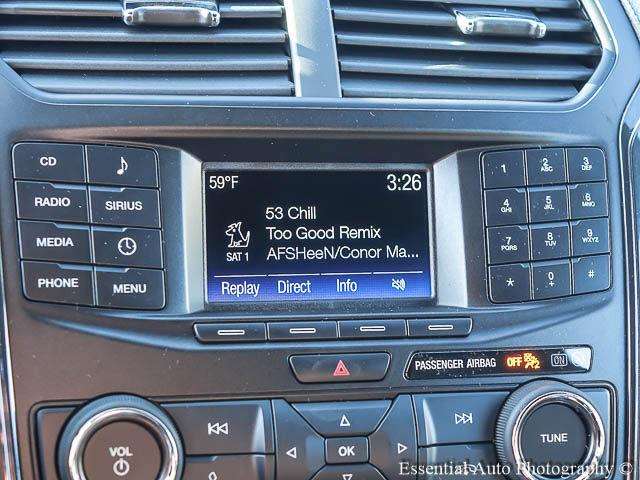 CD
RADIO
SIRIUS
MEDIA
PHONE
MENU
59°F
3:26
53 Chill
Too Good Remix
SAT 1
AFSHeeN/Conor Ma...
Replay Direct Info
1
2 ABC
3 DEF
4 GHI
5 JKL
6 MNO
7 PQRS
8 TUV
9 WXYZ
*
0 +
#
PASSENGER AIRBAG OFF ON
VOL
OK
TUNE
Essential Auto Photography